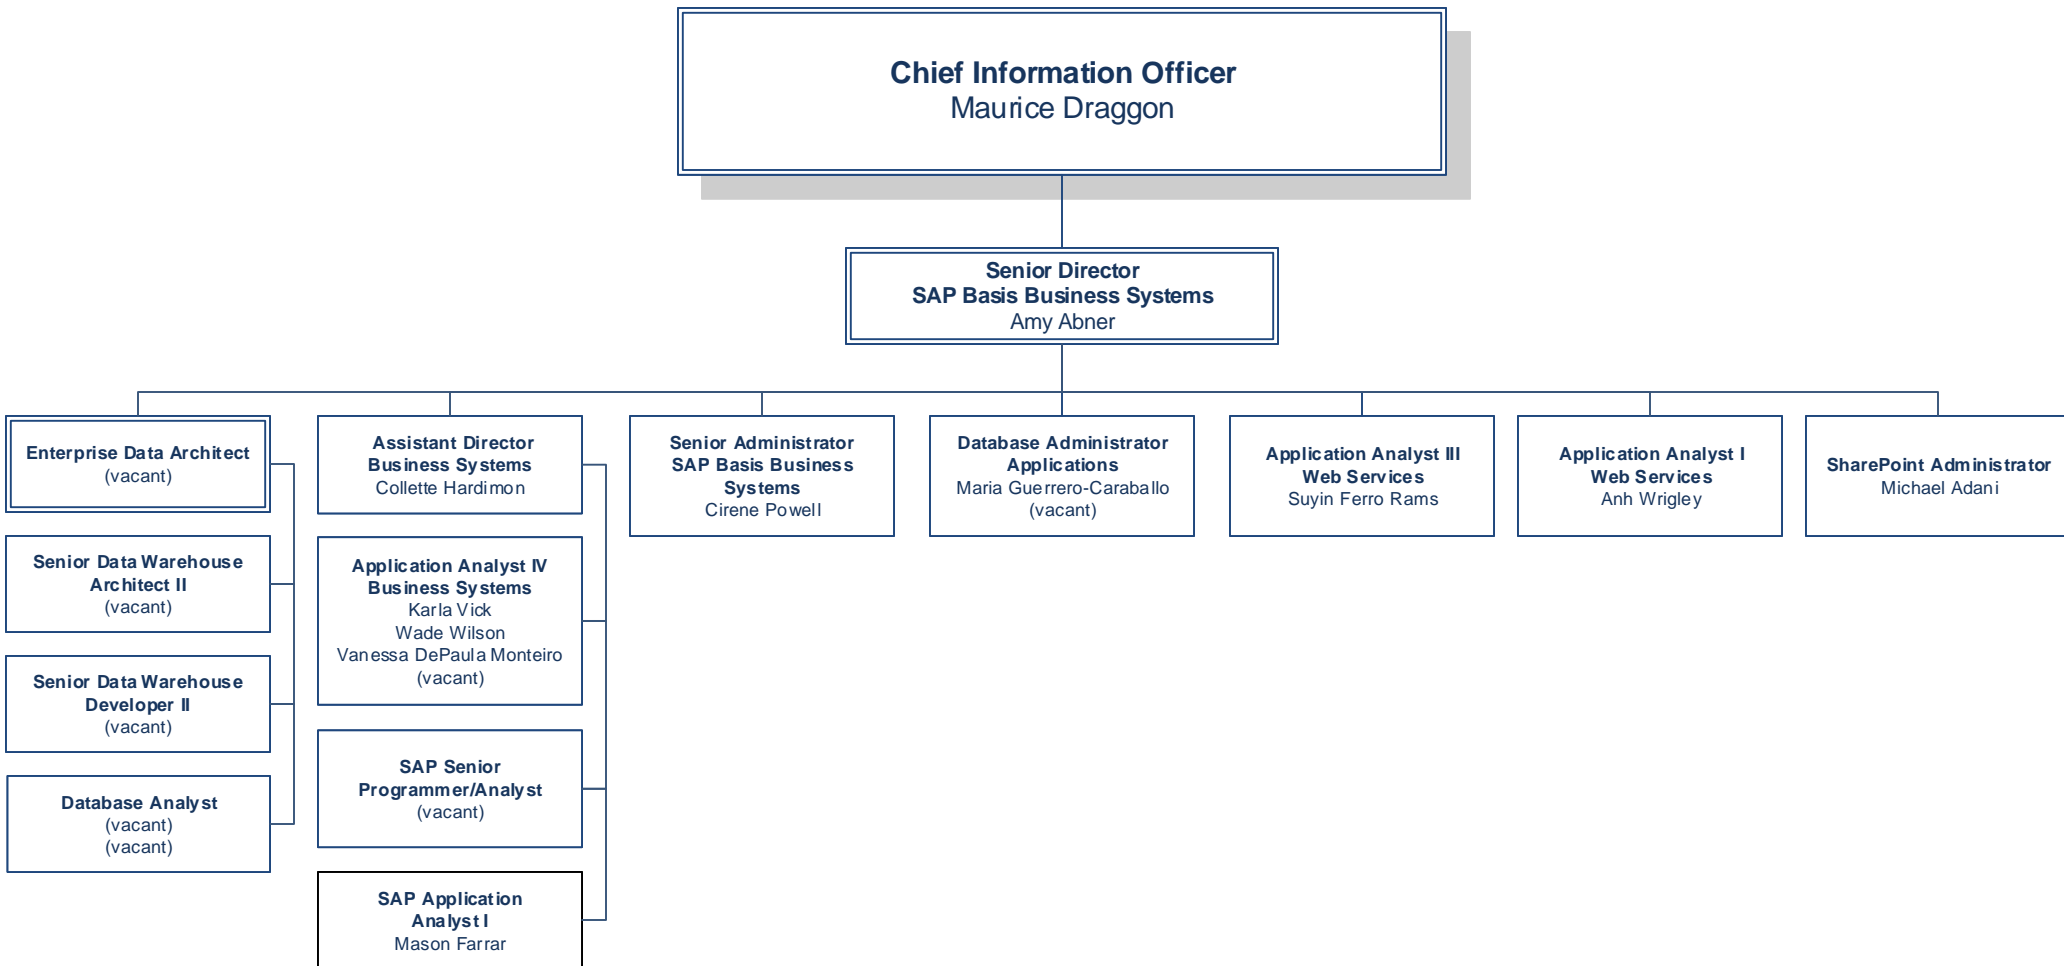 Chief Information Officer
Maurice Draggon
Senior Director
SAP Basis Business Systems
Amy Abner
Enterprise Data Architect
(vacant)
Senior Data Warehouse
Architect II
(vacant)
Senior Data Warehouse
Developer II
(vacant)
Database Analyst
(vacant)
(vacant)
Assistant Director
Business Systems
Collette Hardimon
Application Analyst IV
Business Systems
Karla Vick
Wade Wilson
Vanessa DePaula Monteiro
(vacant)
SAP Senior
Programmer/Analyst
(vacant)
SAP Application
Analyst I
Mason Farrar
Senior Administrator
SAP Basis Business
Systems
Cirene Powell
Database Administrator
Applications
Maria Guerrero-Caraballo
(vacant)
Application Analyst III
Web Services
Suyin Ferro Rams
Application Analyst I
Web Services
Anh Wrigley
SharePoint Administrator
Michael Adani